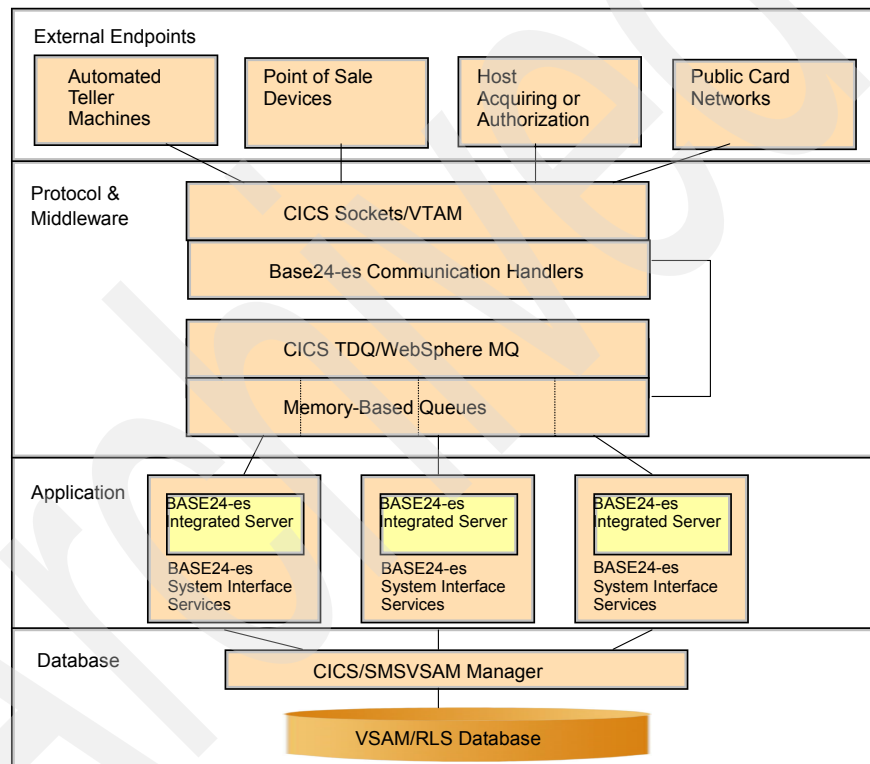 External Endpoints
Automated
Teller
Machines
Point of Sale
Devices
Host
Acquiring or
Authorization
Public Card
Networks
Protocol &
Middleware
CICS Sockets/VTAM
Base24-es Communication Handlers
CICS TDQ/WebSphere MQ
Memory-Based Queues
Application
BASE24-es
Integrated Server
BASE24-es
System Interface
Services
BASE24-es
Integrated Server
BASE24-es
System Interface
Services
BASE24-es
Integrated Server
BASE24-es
System Interface
Services
Database
CICS/SMSVSAM Manager
VSAM/RLS Database
Archived